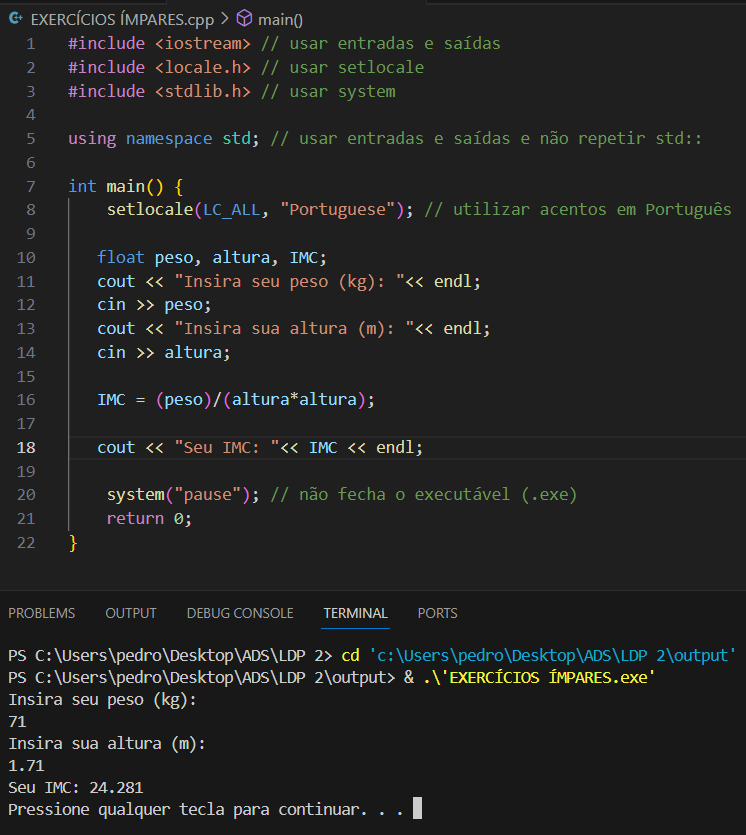 EXERCÍCIOS ÍMPARES.cpp > main()
1 #include <iostream> // usar entradas e saídas
2 #include <locale.h> // usar setlocale
3 #include <stdlib.h> // usar system
4
5 using namespace std; // usar entradas e saídas e não repetir std::
6
7 int main() {
8 setlocale(LC_ALL, "Portuguese"); // utilizar acentos em Português
9
10 float peso, altura, IMC;
11 cout << "Insira seu peso (kg): "<< endl;
12 cin >> peso;
13 cout << "Insira sua altura (m): "<< endl;
14 cin >> altura;
15
16 IMC = (peso)/(altura*altura);
17
18 cout << "Seu IMC: "<< IMC << endl;
19
20 system("pause"); // não fecha o executável (.exe)
21 return 0;
22 }
PROBLEMS OUTPUT DEBUG CONSOLE TERMINAL PORTS
PS C:\Users\pedro\Desktop\ADS\LDP 2> cd 'c:\Users\pedro\Desktop\ADS\LDP 2\output'
PS C:\Users\pedro\Desktop\ADS\LDP 2\output> & .\'EXERCÍCIOS ÍMPARES.exe'
Insira seu peso (kg):
71
Insira sua altura (m):
1.71
Seu IMC: 24.281
Pressione qualquer tecla para continuar. . .